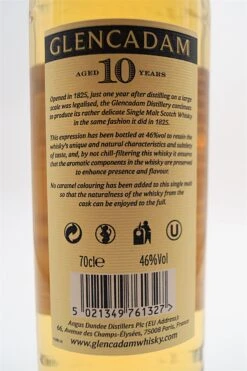 GLENCADAM
AGED 10 YEARS
Opened in 1825, just one year after distilling on a large
scale was legalised, the Glencadam Distillery continues
to produce its rather delicate Single Malt Scotch Whisky
in the same fashion it did in 1825.
This expression has been bottled at 46% to retain the
whisky's unique and natural characteristics and subtlety
of taste, and, by not chill-filtering this whisky it ensures
that the aromatic components in the whisky are preserved
to enhance presence and flavour.
No caramel colouring has been added to this single malt
so that the naturalness of the whisky from the
cask can be enjoyed to the full.
U
70cl℮ 46%Vol
5 021349 761327
Angus Dundee Distillers Plc (EU Address):
66, Avenue des Champs-Élysées, 75008 Paris, France
www.glencadamwhisky.com